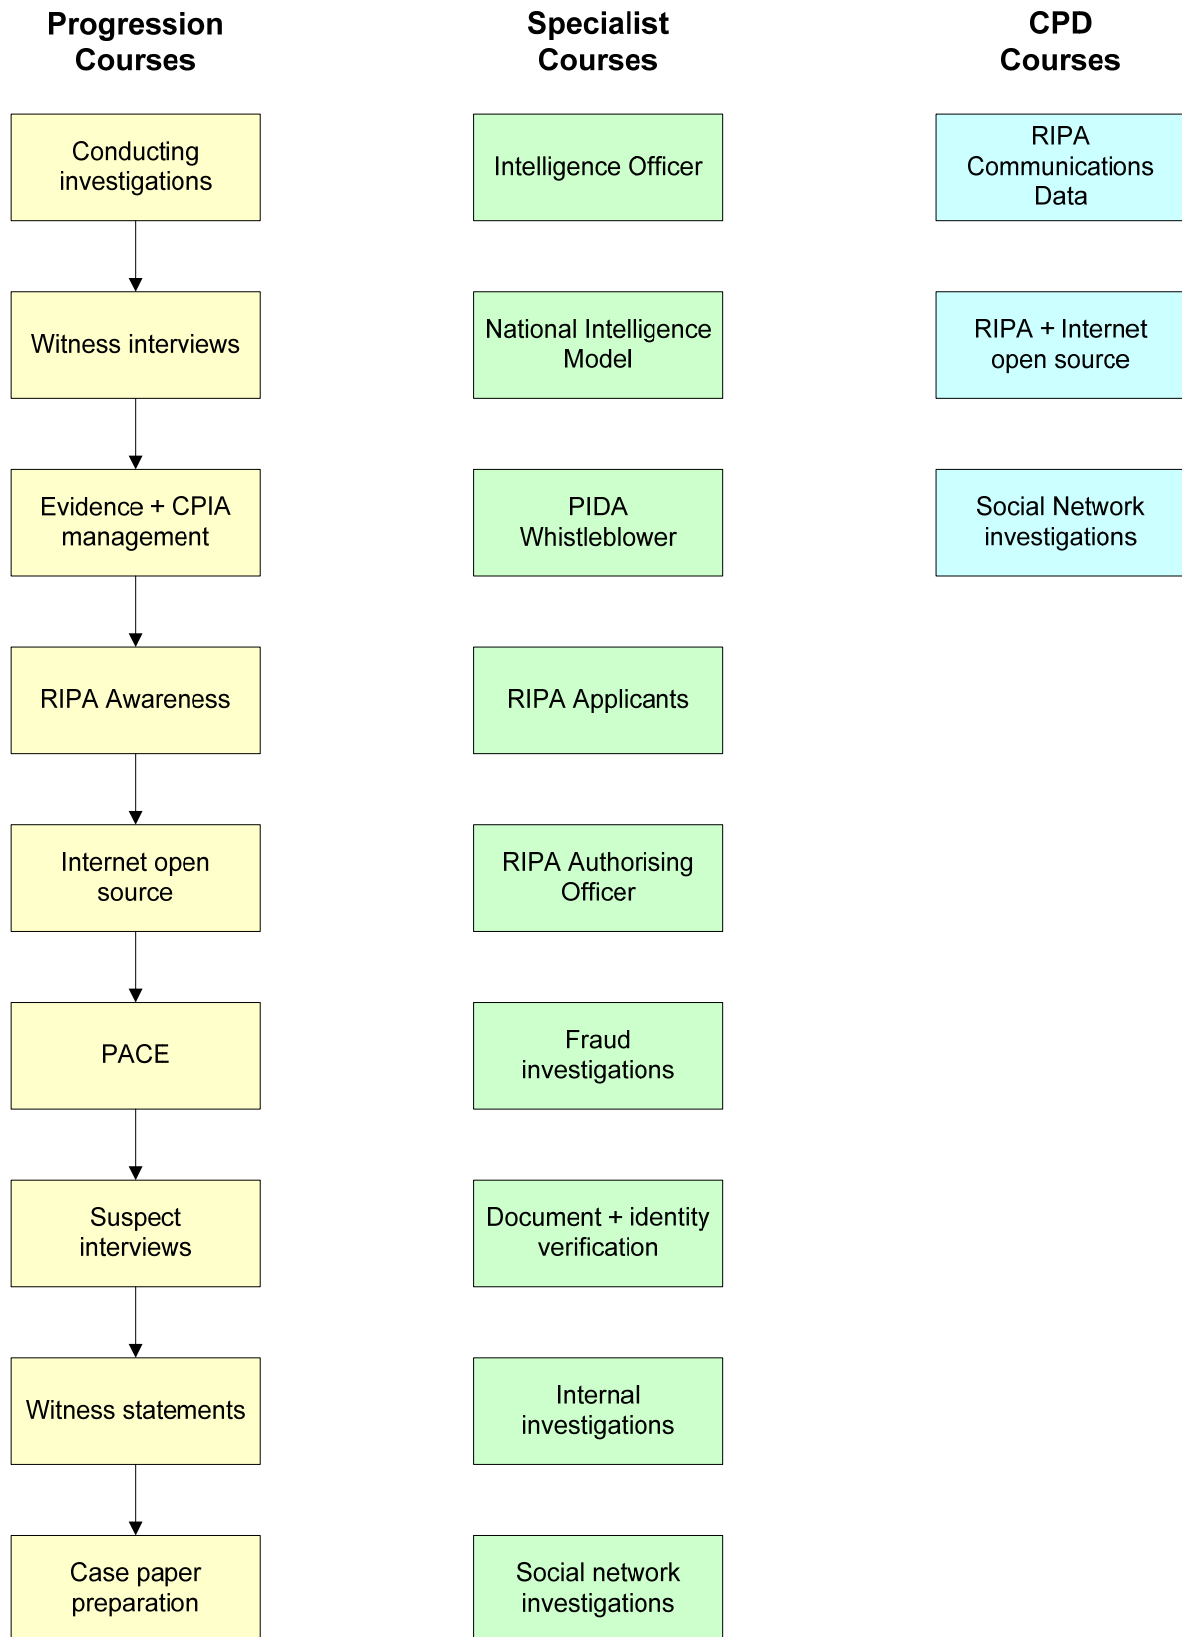 Progression
Courses
Specialist
Courses
CPD
Courses
Conducting
investigations
Intelligence Officer
RIPA
Communications
Data
Witness interviews
National Intelligence
Model
RIPA + Internet
open source
Evidence + CPIA
management
PIDA
Whistleblower
Social Network
investigations
RIPA Awareness
RIPA Applicants
Internet open
source
RIPA Authorising
Officer
PACE
Fraud
investigations
Suspect
interviews
Document + identity
verification
Witness statements
Internal
investigations
Case paper
preparation
Social network
investigations